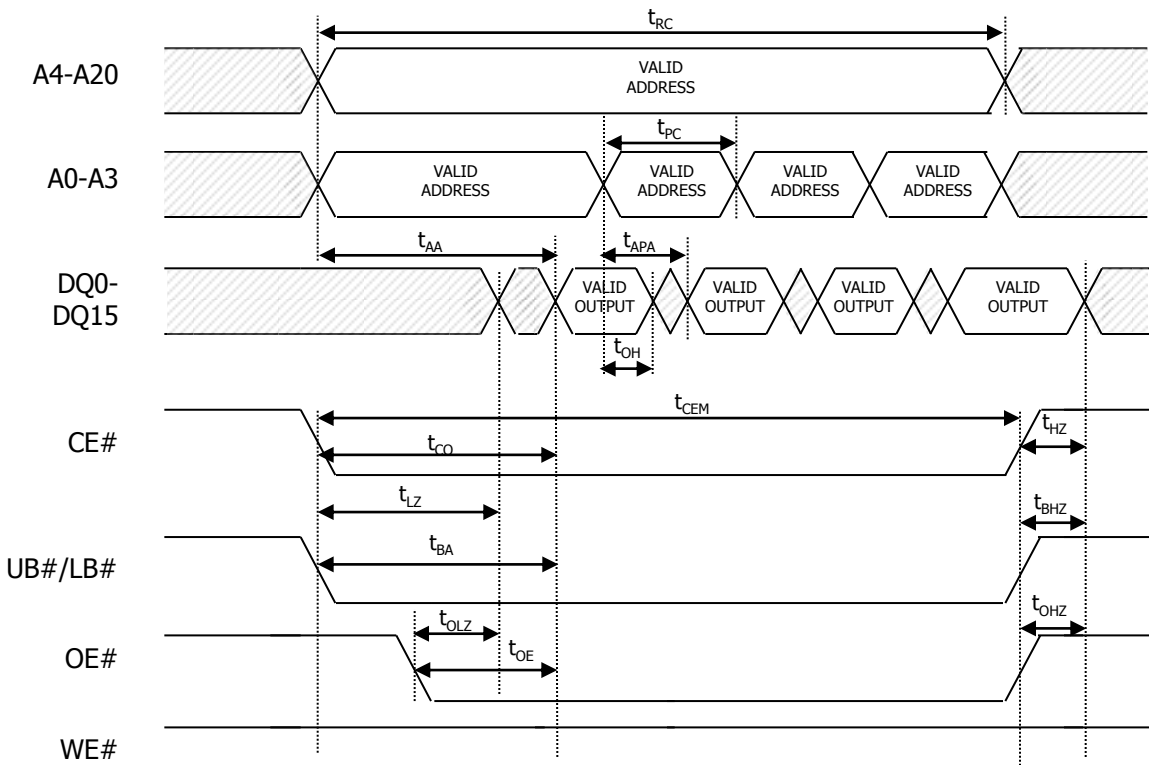 tRC
A4-A20
VALID
ADDRESS
tPC
A0-A3
VALID
ADDRESS
VALID
ADDRESS
VALID
ADDRESS
VALID
ADDRESS
tAA
tAPA
DQ0-
DQ15
VALID
OUTPUT
VALID
OUTPUT
VALID
OUTPUT
VALID
OUTPUT
tOH
tCEM
CE#
tHZ
tCO
tLZ
tBHZ
UB#/LB#
tBA
tOLZ
tOHZ
OE#
tOE
WE#